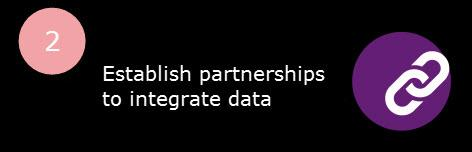 2
Establish partnerships
to integrate data